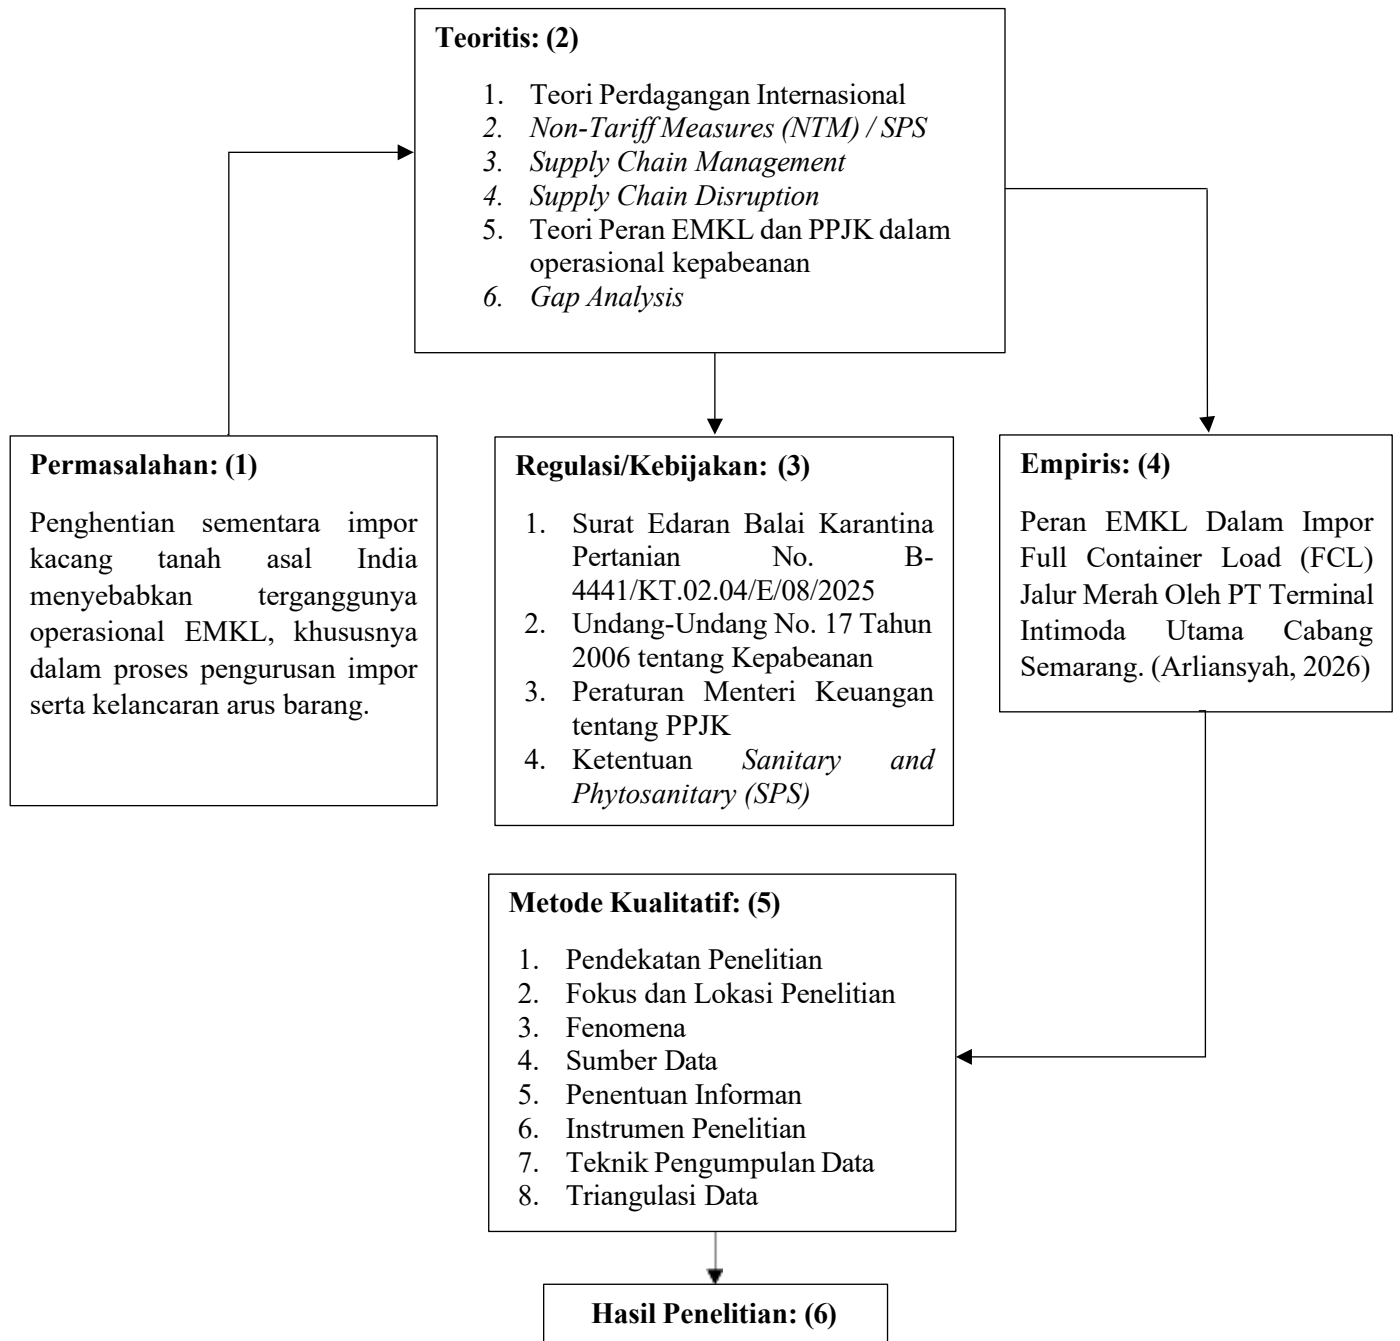 Teoritis: (2)
1. Teori Perdagangan Internasional
2. Non-Tariff Measures (NTM) / SPS
3. Supply Chain Management
4. Supply Chain Disruption
5. Teori Peran EMKL dan PPJK dalam
operasional kepabeanan
6. Gap Analysis
Permasalahan: (1)
Penghentian sementara impor
kacang tanah asal India
menyebabkan terganggunya
operasional EMKL, khususnya
dalam proses pengurusan impor
serta kelancaran arus barang.
Regulasi/Kebijakan: (3)
1. Surat Edaran Balai Karantina
Pertanian No. B-
4441/KT.02.04/E/08/2025
2. Undang-Undang No. 17 Tahun
2006 tentang Kepabeanan
3. Peraturan Menteri Keuangan
tentang PPJK
4. Ketentuan Sanitary and
Phytosanitary (SPS)
Empiris: (4)
Peran EMKL Dalam Impor
Full Container Load (FCL)
Jalur Merah Oleh PT Terminal
Intimoda Utama Cabang
Semarang. (Arliansyah, 2026)
Metode Kualitatif: (5)
1. Pendekatan Penelitian
2. Fokus dan Lokasi Penelitian
3. Fenomena
4. Sumber Data
5. Penentuan Informan
6. Instrumen Penelitian
7. Teknik Pengumpulan Data
8. Triangulasi Data
Hasil Penelitian: (6)